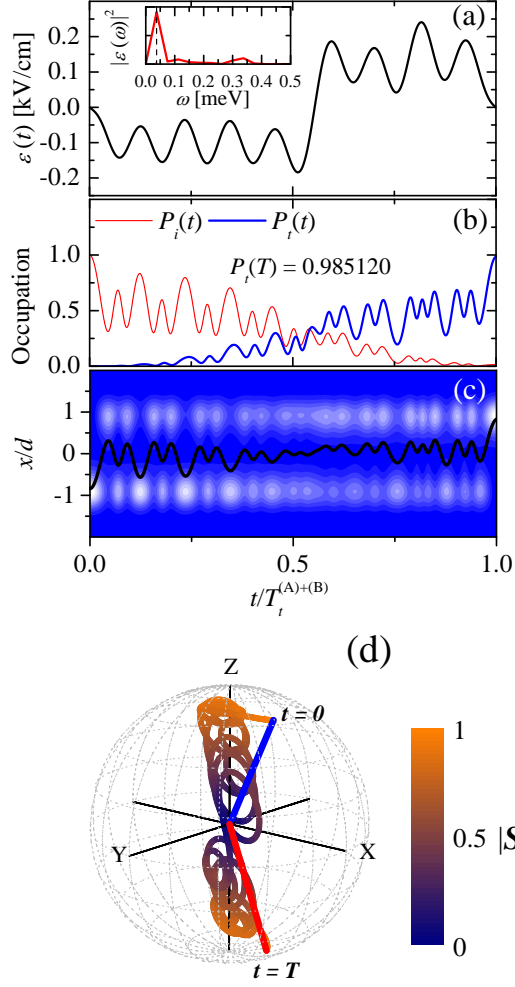 (a)
|ε(ω)|²
0.0 0.1 0.2 0.3 0.4 0.5
ω [meV]
ε(t) [kV/cm]
0.2
0.1
0.0
-0.1
-0.2
(b)
P_i(t) P_t(t)
P_t(T) = 0.985120
Occupation
1.0
0.5
0.0
(c)
x/d
1
0
-1
0.0 0.5 1.0
t/T_t^(A)+(B)
(d)
Z
t = 0
X
Y
t = T
1
0.5
0
|S